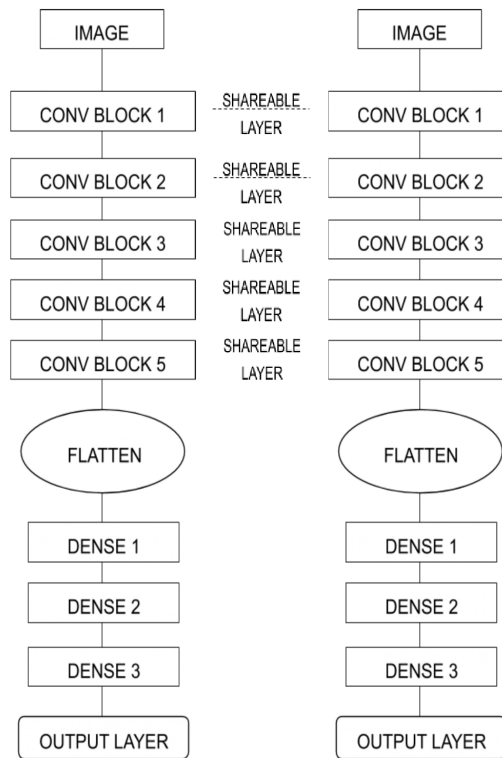 IMAGE
IMAGE
CONV BLOCK 1
SHAREABLE
LAYER
CONV BLOCK 1
CONV BLOCK 2
SHAREABLE
LAYER
CONV BLOCK 2
CONV BLOCK 3
SHAREABLE
LAYER
CONV BLOCK 3
CONV BLOCK 4
SHAREABLE
LAYER
CONV BLOCK 4
CONV BLOCK 5
SHAREABLE
LAYER
CONV BLOCK 5
FLATTEN
FLATTEN
DENSE 1
DENSE 1
DENSE 2
DENSE 2
DENSE 3
DENSE 3
OUTPUT LAYER
OUTPUT LAYER